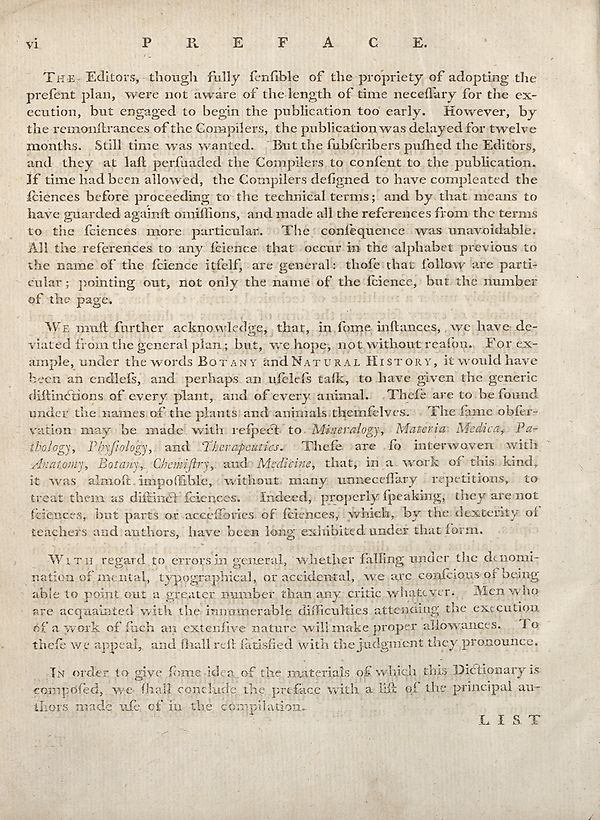 vi P R E F A C E.
THE Editors, though fully ſenſible of the propriety of adopting the
preſent plan, were not aware of the length of time neceſſary for the ex-
ecution, but engaged to begin the publication too early. However, by
the remonſtrances of the Compilers, the publication was delayed for twelve
months. Still time was wanted. But the ſubſcribers puſhed the Editors,
and they at laſt perſuaded the Compilers to conſent to the publication.
If time had been allowed, the Compilers deſigned to have compleated the
ſciences before proceeding to the technical terms; and by that means to
have guarded againſt omiſſions, and made all the references from the terms
to the ſciences more particular. The conſequence was unavoidable.
All the references to any ſcience that occur in the alphabet previous to
the name of the ſcience itſelf, are general: thoſe that follow are parti-
cular; pointing out, not only the name of the ſcience, but the number
of the page.
WE muſt further acknowledge, that, in ſome inſtances, we have de-
viated from the general plan; but, we hope, not without reaſon. For ex-
ample, under the words BOTANY and NATURAL HISTORY, it would have
been an endleſs, and perhaps an uſeleſs taſk, to have given the generic
diſtinctions of every plant, and of every animal. Theſe are to be found
under the names of the plants and animals themſelves. The ſame obſer-
vation may be made with reſpect to Mineralogy, Materia Medica, Pa-
thology, Phyſiology, and Therapeutics. Theſe are ſo interwoven with
Anatomy, Botany, Chemiſtry, and Medicine, that, in a work of this kind,
it was almoſt impoſſible, without many unneceſſary repetitions, to
treat them as diſtinct ſciences. Indeed, properly ſpeaking, they are not
ſciences, but parts or acceſſories of ſciences, which, by the dexterity of
teachers and authors, have been long exhibited under that form.
WITH regard to errors in general, whether falling under the denomi-
nation of mental, typographical, or accidental, we are conſcious of being
able to point out a greater number than any critic whatever. Men who
are acquainted with the innumerable difficulties attending the execution
of a work of ſuch an extenſive nature will make proper allowances. To
theſe we appeal, and ſhall reſt ſatisfied with the judgment they pronounce.
IN order to give ſome idea of the materials of which this Dictionary is
compoſed, we ſhall conclude the preface with a liſt of the principal au-
thors made uſe of in the compilation.
L I S T